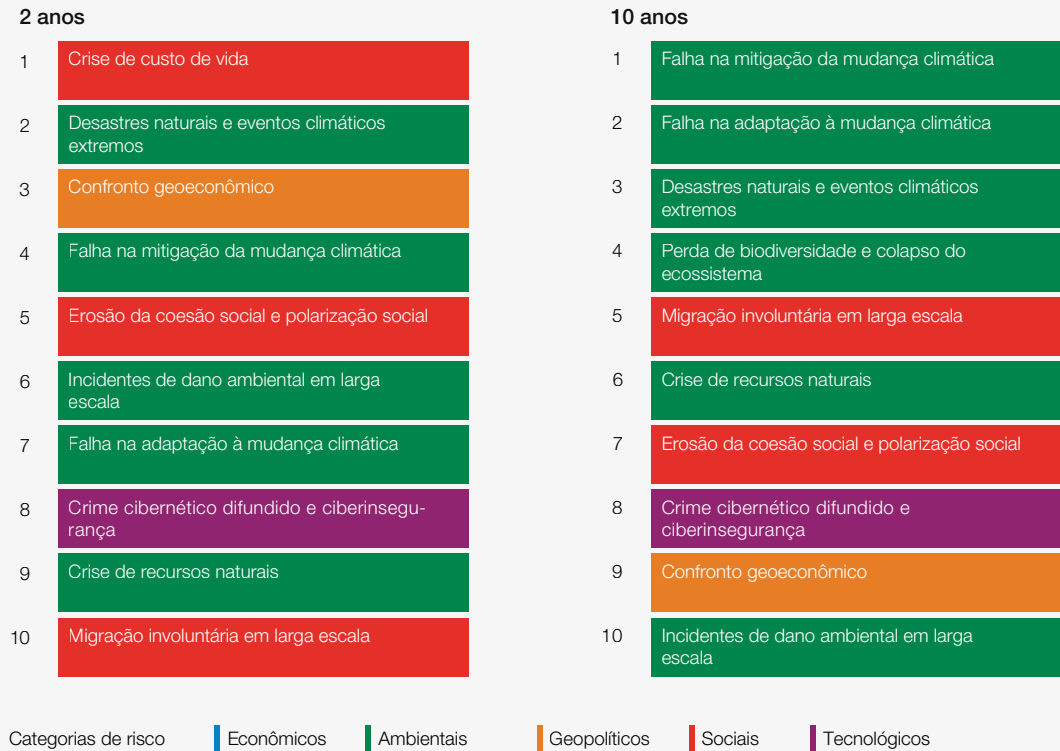 2 anos
1
Crise de custo de vida
2
Desastres naturais e eventos climáticos
extremos
3
Confronto geoeconômico
4
Falha na mitigação da mudança climática
5
Erosão da coesão social e polarização social
6
Incidentes de dano ambiental em larga
escala
7
Falha na adaptação à mudança climática
8
Crime cibernético difundido e ciberinsegu-
rança
9
Crise de recursos naturais
10
Migração involuntária em larga escala
10 anos
1
Falha na mitigação da mudança climática
2
Falha na adaptação à mudança climática
3
Desastres naturais e eventos climáticos
extremos
4
Perda de biodiversidade e colapso do
ecossistema
5
Migração involuntária em larga escala
6
Crise de recursos naturais
7
Erosão da coesão social e polarização social
8
Crime cibernético difundido e
ciberinsegurança
9
Confronto geoeconômico
10
Incidentes de dano ambiental em larga
escala
Categorias de risco Econômicos Ambientais Geopolíticos Sociais Tecnológicos